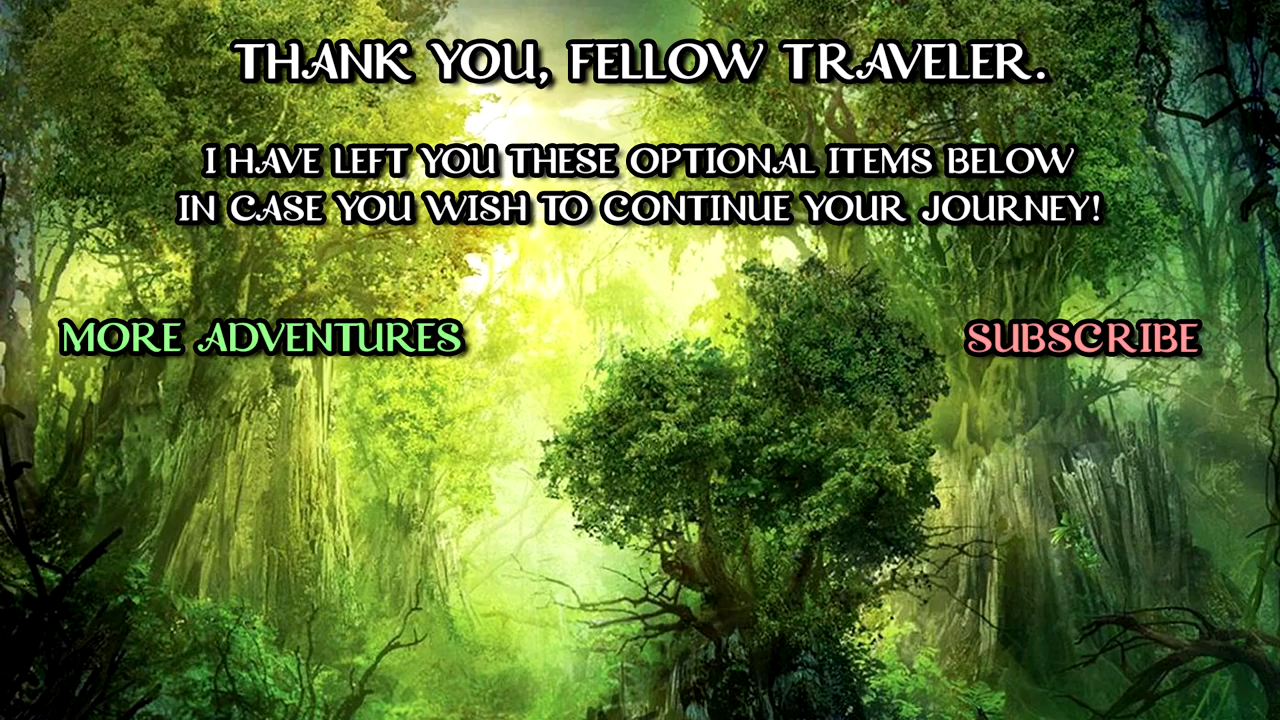 THANK YOU, FELLOW TRAVELER.
I HAVE LEFT YOU THESE OPTIONAL ITEMS BELOW
IN CASE YOU WISH TO CONTINUE YOUR JOURNEY!
MORE ADVENTURES
SUBSCRIBE